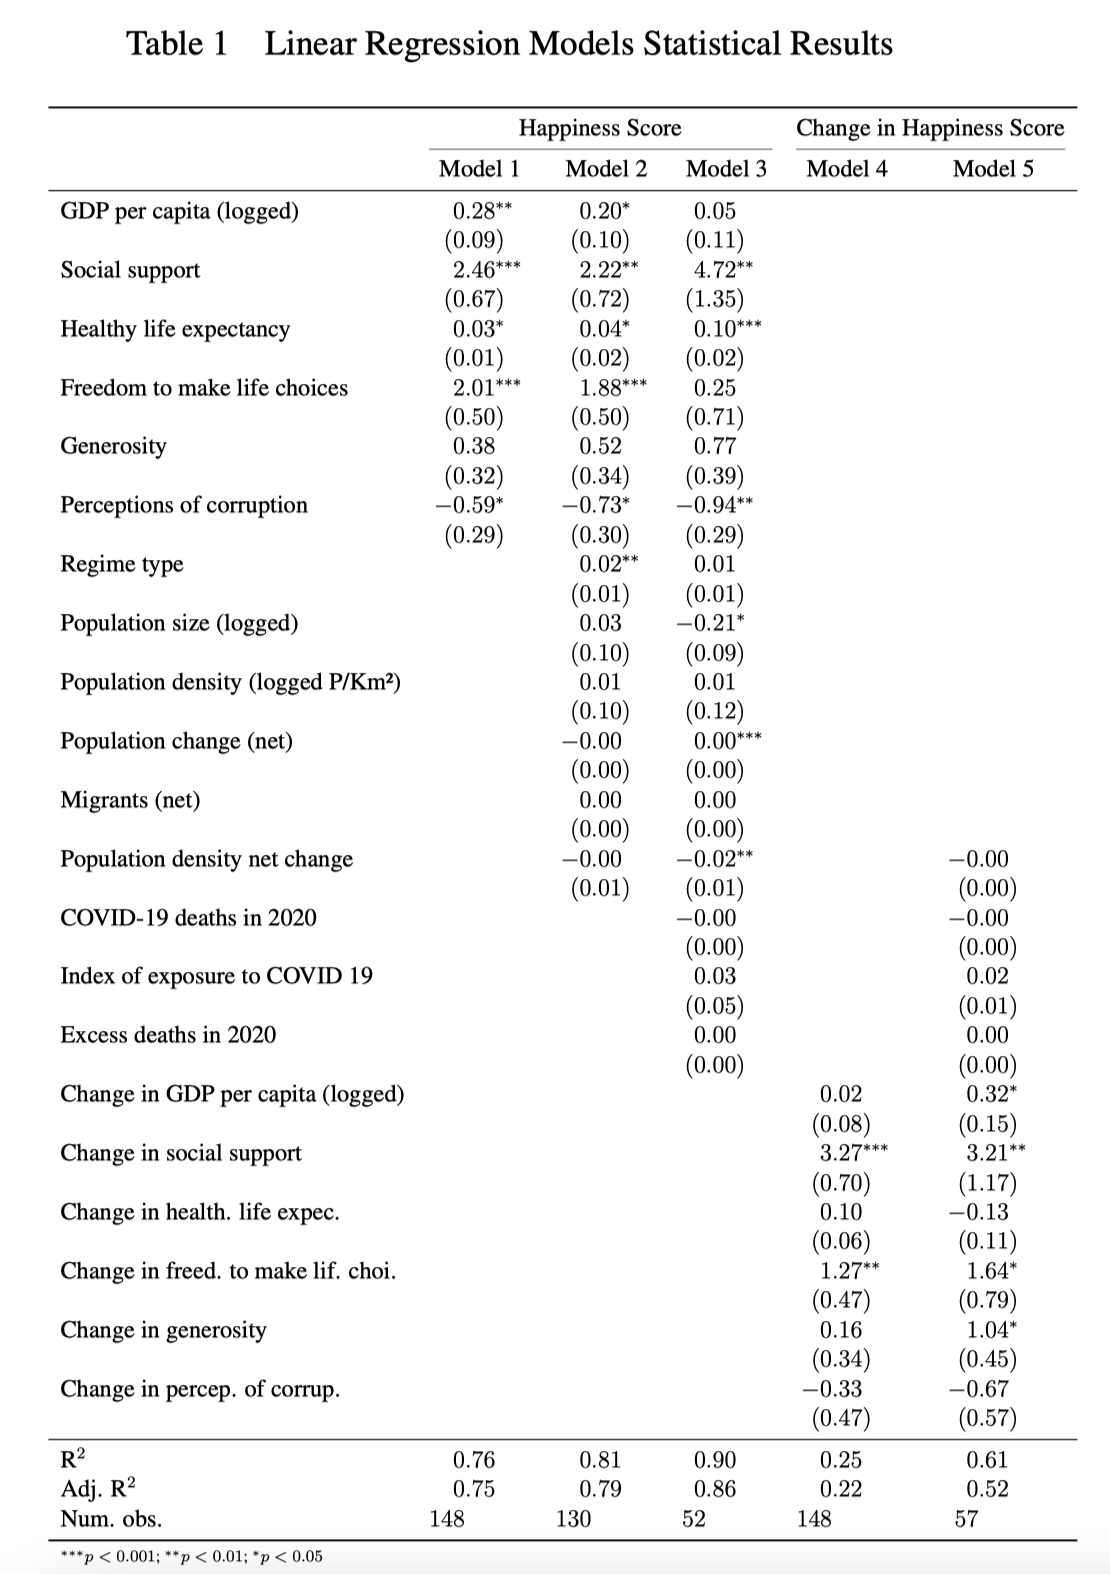 Table 1 Linear Regression Models Statistical Results
Happiness Score Change in Happiness Score
Model 1 Model 2 Model 3 Model 4 Model 5
GDP per capita (logged) 0.28** 0.20* 0.05
(0.09) (0.10) (0.11)
Social support 2.46*** 2.22** 4.72**
(0.67) (0.72) (1.35)
Healthy life expectancy 0.03* 0.04* 0.10***
(0.01) (0.02) (0.02)
Freedom to make life choices 2.01*** 1.88*** 0.25
(0.50) (0.50) (0.71)
Generosity 0.38 0.52 0.77
(0.32) (0.34) (0.39)
Perceptions of corruption −0.59* −0.73* −0.94**
(0.29) (0.30) (0.29)
Regime type 0.02** 0.01
(0.01) (0.01)
Population size (logged) 0.03 −0.21*
(0.10) (0.09)
Population density (logged P/Km²) 0.01 0.01
(0.10) (0.12)
Population change (net) −0.00 0.00***
(0.00) (0.00)
Migrants (net) 0.00 0.00
(0.00) (0.00)
Population density net change −0.00 −0.02** −0.00
(0.01) (0.01) (0.00)
COVID-19 deaths in 2020 −0.00 −0.00
(0.00) (0.00)
Index of exposure to COVID 19 0.03 0.02
(0.05) (0.01)
Excess deaths in 2020 0.00 0.00
(0.00) (0.00)
Change in GDP per capita (logged) 0.02 0.32*
(0.08) (0.15)
Change in social support 3.27*** 3.21**
(0.70) (1.17)
Change in health. life expec. 0.10 −0.13
(0.06) (0.11)
Change in freed. to make lif. choi. 1.27** 1.64*
(0.47) (0.79)
Change in generosity 0.16 1.04*
(0.34) (0.45)
Change in percep. of corrup. −0.33 −0.67
(0.47) (0.57)
R² 0.76 0.81 0.90 0.25 0.61
Adj. R² 0.75 0.79 0.86 0.22 0.52
Num. obs. 148 130 52 148 57
***p < 0.001; **p < 0.01; *p < 0.05